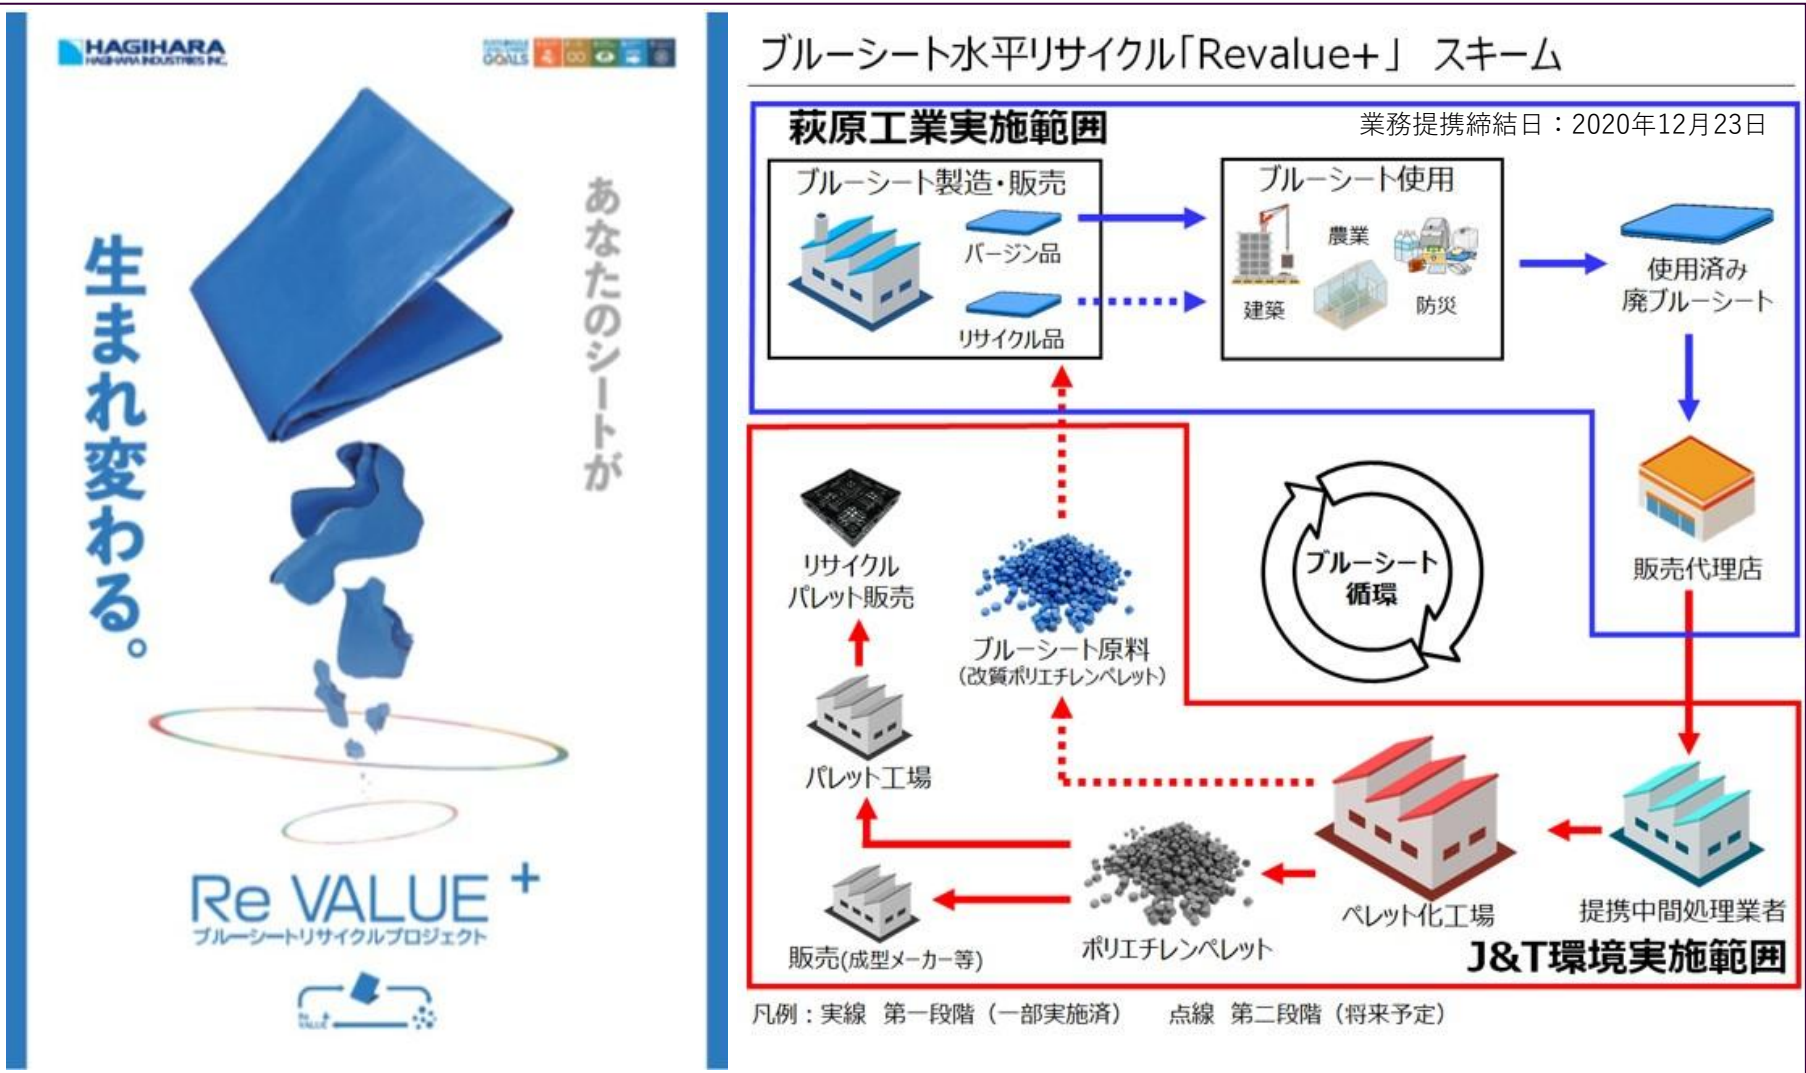 HAGIHARA
HAGIHARA INDUSTRIES INC.
GOALS
あなたのシートが
生まれ変わる。
Re VALUE +
ブルーシートリサイクルプロジェクト
Re
VALUE
ブルーシート水平リサイクル「Revalue+」 スキーム
萩原工業実施範囲
業務提携締結日：2020年12月23日
ブルーシート製造・販売
バージン品
リサイクル品
ブルーシート使用
農業
建築
防災
使用済み
廃ブルーシート
販売代理店
リサイクル
パレット販売
ブルーシート原料
（改質ポリエチレンペレット）
ブルーシート
循環
パレット工場
販売(成型メーカー等)
ポリエチレンペレット
ペレット化工場
提携中間処理業者
J&T環境実施範囲
凡例：実線 第一段階（一部実施済） 点線 第二段階（将来予定）